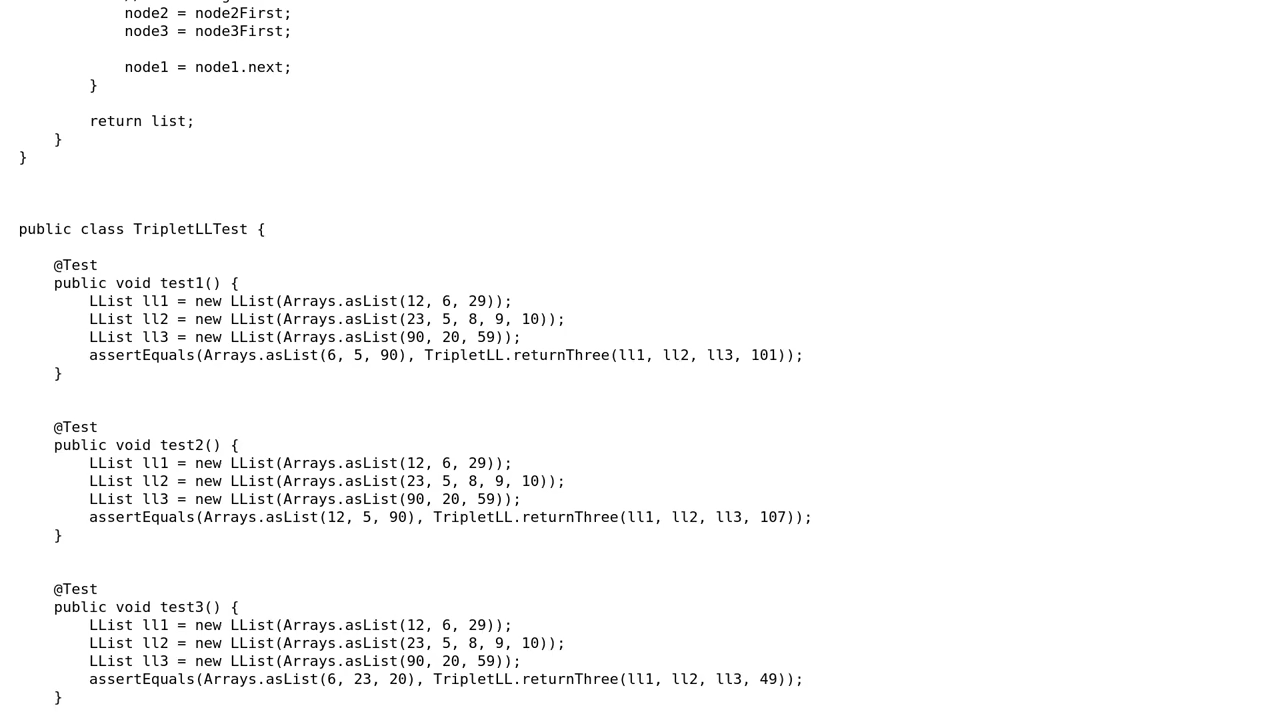 node2 = node2First;
node3 = node3First;
node1 = node1.next;
}
return list;
}
}
public class TripletLLTest {
@Test
public void test1() {
LList ll1 = new LList(Arrays.asList(12, 6, 29));
LList ll2 = new LList(Arrays.asList(23, 5, 8, 9, 10));
LList ll3 = new LList(Arrays.asList(90, 20, 59));
assertEquals(Arrays.asList(6, 5, 90), TripletLL.returnThree(ll1, ll2, ll3, 101));
}
@Test
public void test2() {
LList ll1 = new LList(Arrays.asList(12, 6, 29));
LList ll2 = new LList(Arrays.asList(23, 5, 8, 9, 10));
LList ll3 = new LList(Arrays.asList(90, 20, 59));
assertEquals(Arrays.asList(12, 5, 90), TripletLL.returnThree(ll1, ll2, ll3, 107));
}
@Test
public void test3() {
LList ll1 = new LList(Arrays.asList(12, 6, 29));
LList ll2 = new LList(Arrays.asList(23, 5, 8, 9, 10));
LList ll3 = new LList(Arrays.asList(90, 20, 59));
assertEquals(Arrays.asList(6, 23, 20), TripletLL.returnThree(ll1, ll2, ll3, 49));
}